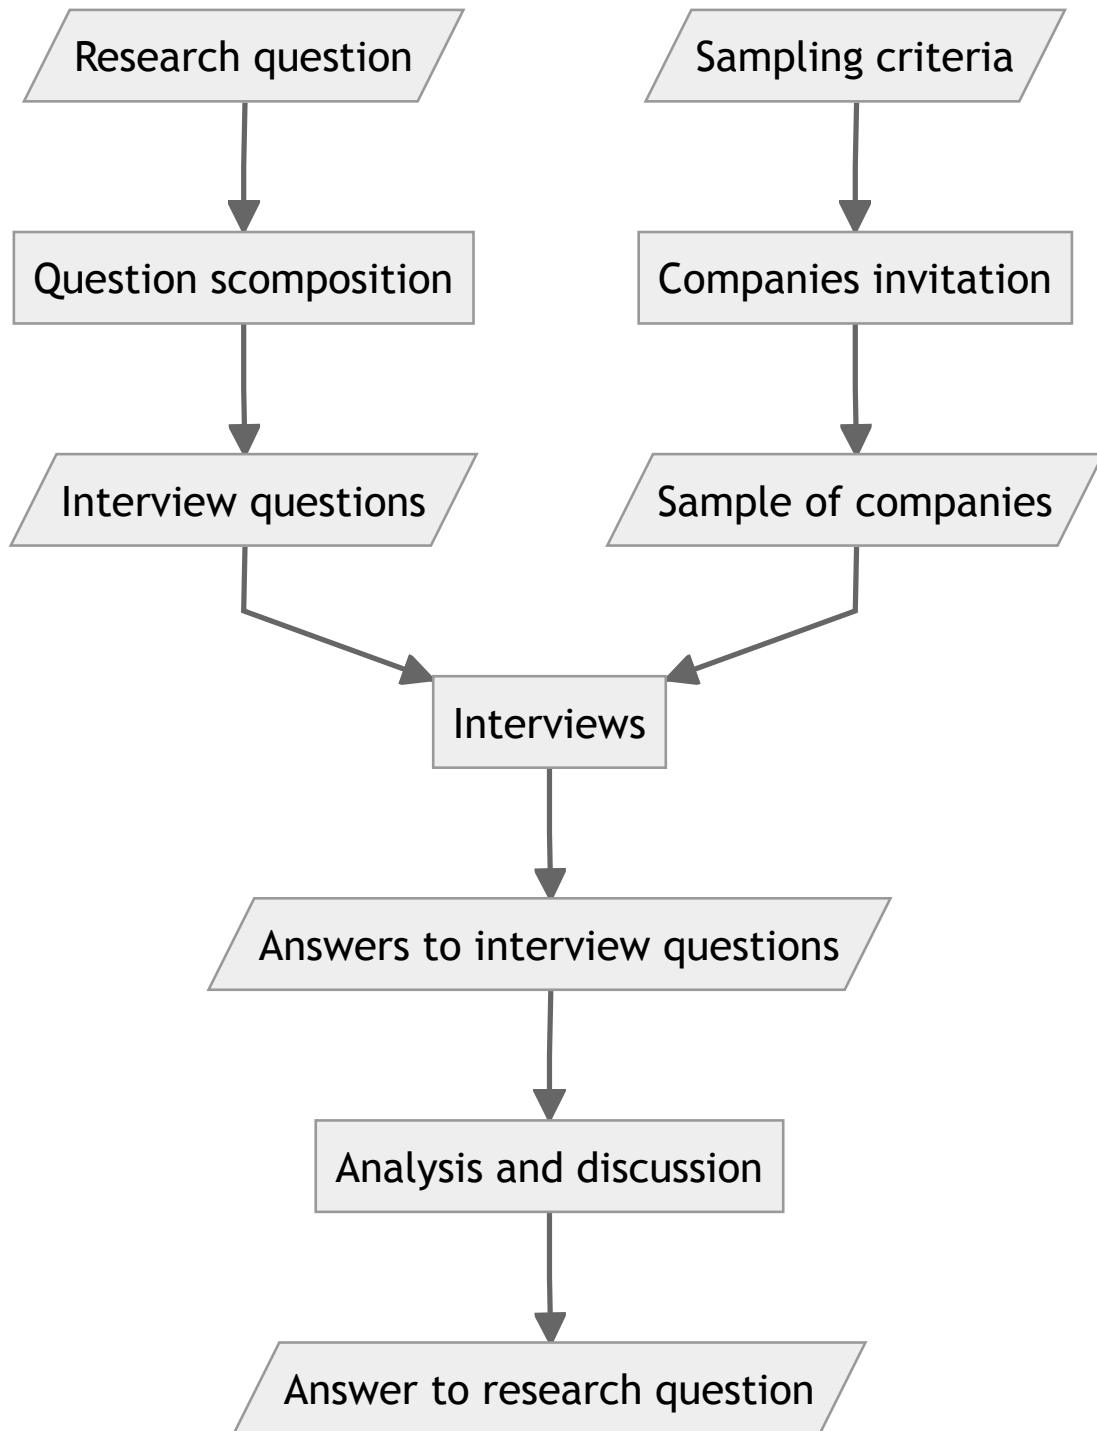 Research question
Sampling criteria
Question scomposition
Companies invitation
Interview questions
Sample of companies
Interviews
Answers to interview questions
Analysis and discussion
Answer to research question